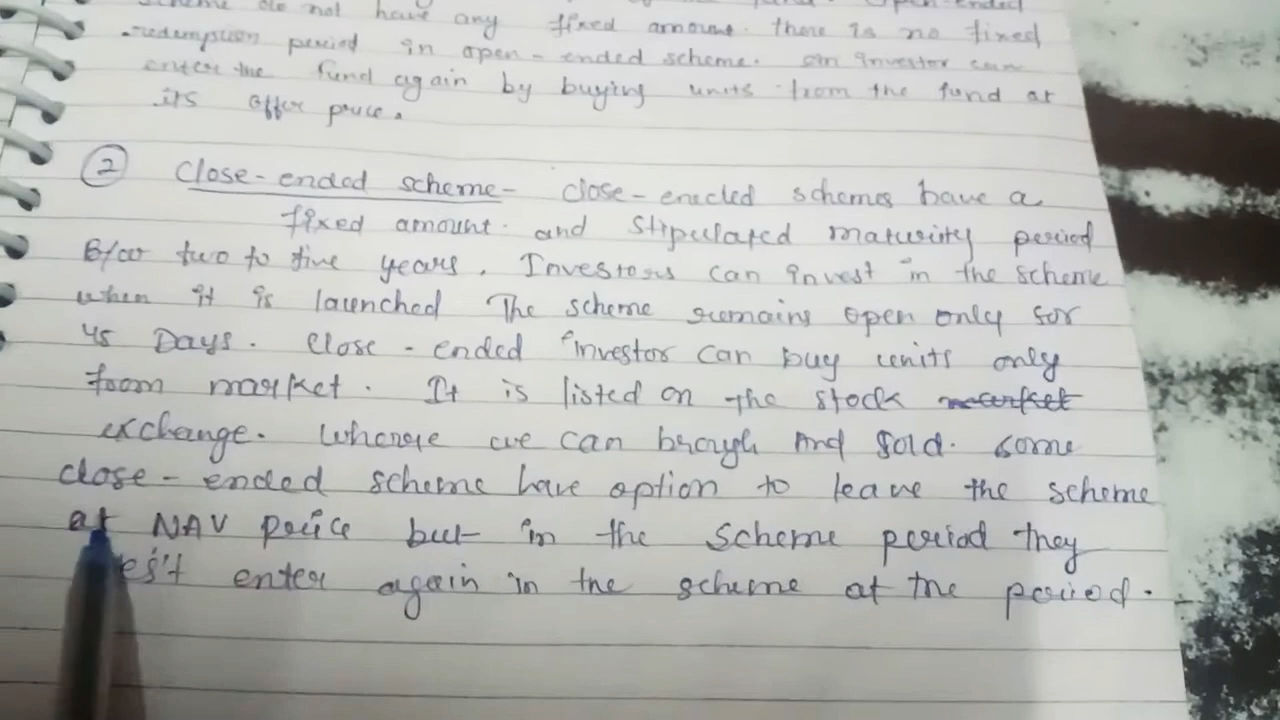 scheme do not have any fixed amount. there is no fixed
redemption period in open-ended scheme. an investor can
enter the fund again by buying units from the fund at
its offer price.
② Close-ended scheme- close-ended schemes have a
fixed amount. and stipulated maturity period
B/w two to five years. Investors can invest in the scheme
when it is launched The scheme remains open only for
45 Days. Close-ended investor can buy units only
from market. It is listed on the stock market
exchange. Where we can brough and sold. some
close-ended scheme have option to leave the scheme
at NAV price but in the scheme period they
enter again in the scheme at the period.